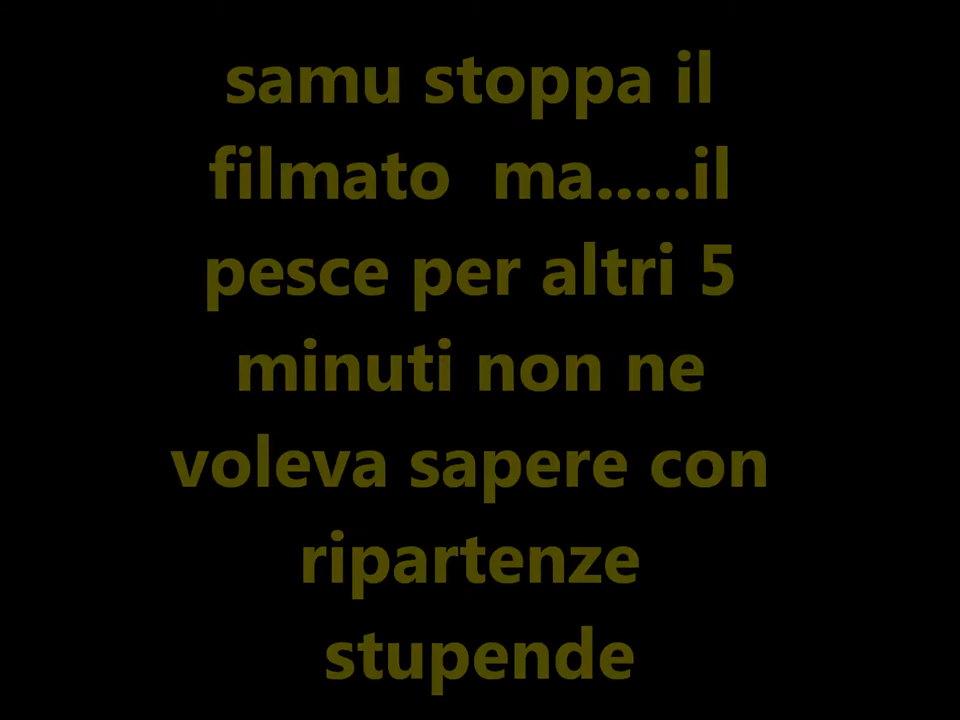 samu stoppa il
filmato  ma.....il
pesce per altri 5
minuti non ne
voleva sapere con
ripartenze
stupende